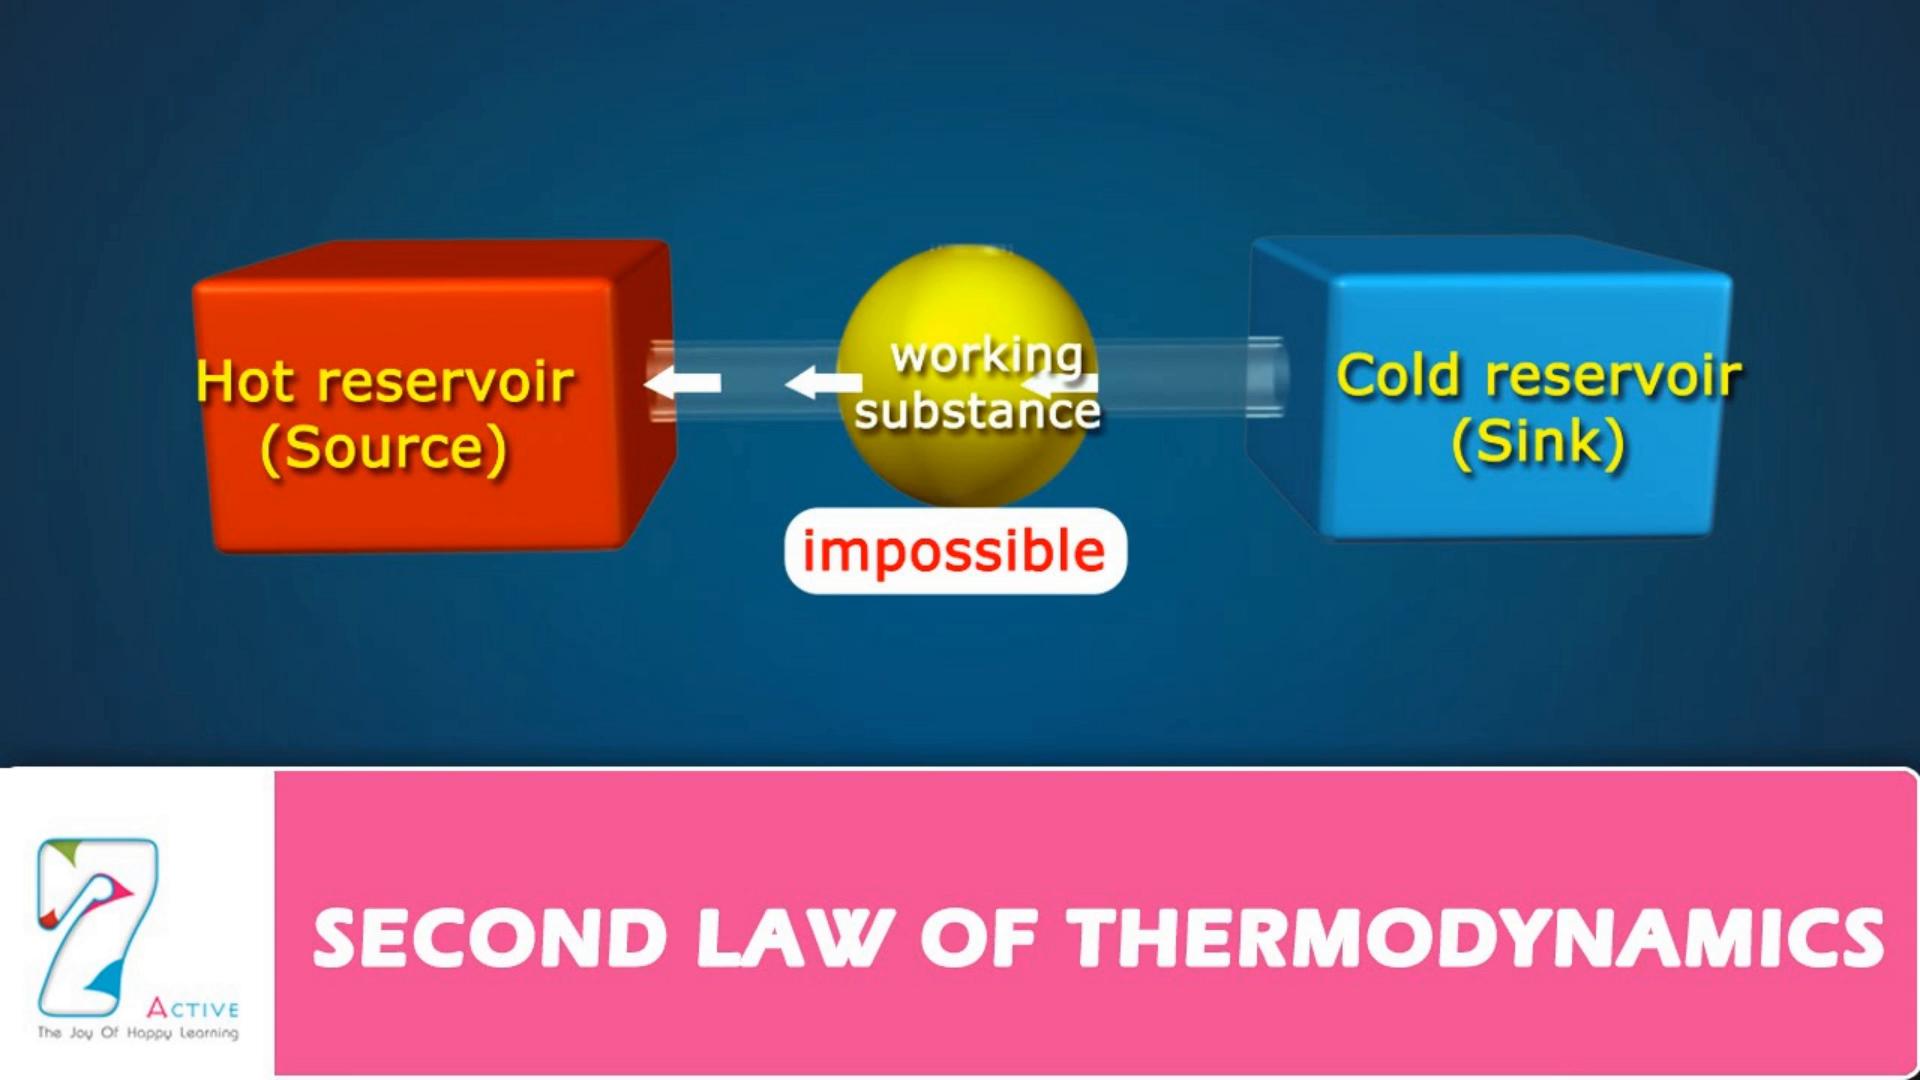 Hot reservoir
(Source)
working
substance
Cold reservoir
(Sink)
impossible
SECOND LAW OF THERMODYNAMICS
7
ACTIVE
The Joy Of Happy Learning